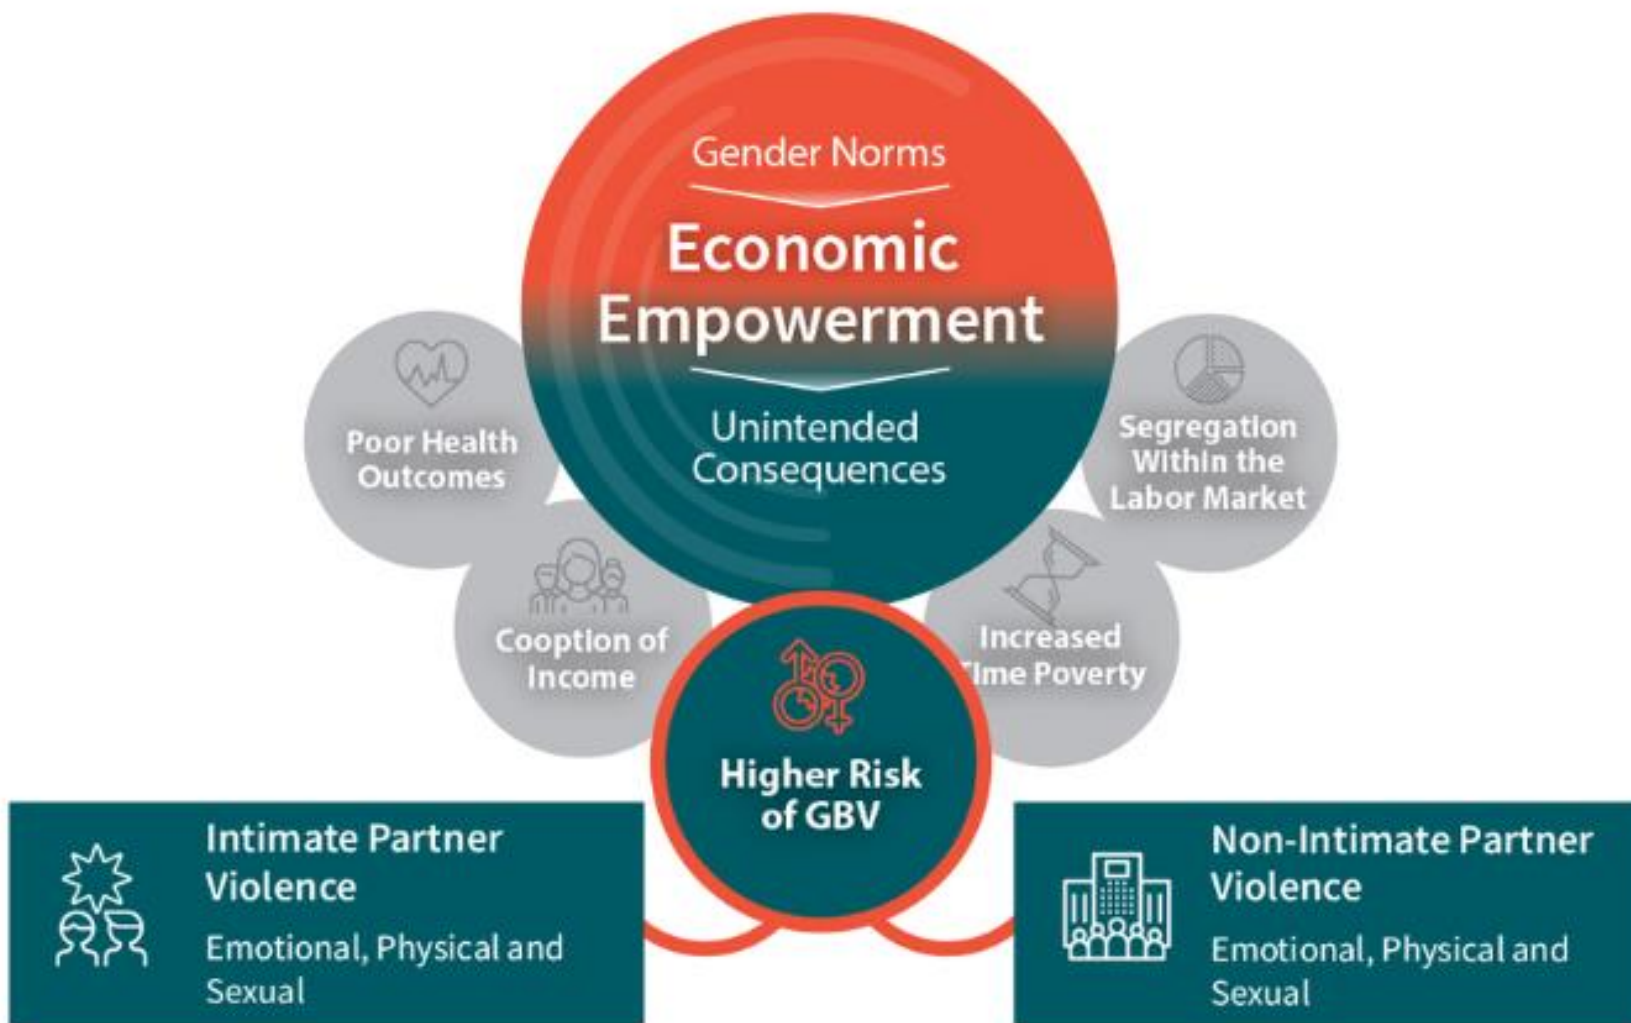 Gender Norms
Economic
Empowerment
Unintended
Consequences
Poor Health
Outcomes
Cooption of
Income
Higher Risk
of GBV
Increased
Time Poverty
Segregation
Within the
Labor Market
Intimate Partner
Violence
Emotional, Physical and
Sexual
Non-Intimate Partner
Violence
Emotional, Physical and
Sexual